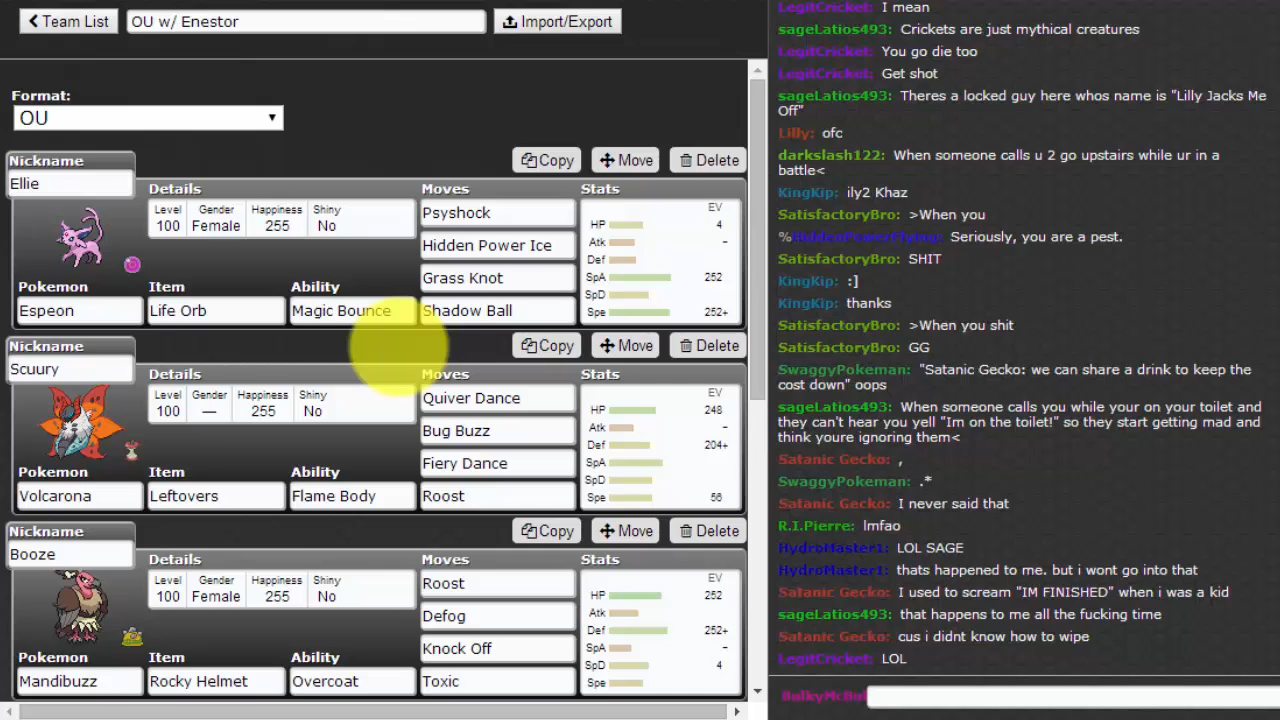 Team List
OU w/ Enestor
Import/Export
Format:
OU
Copy Move Delete
Nickname
Ellie
Details
Level Gender Happiness Shiny
100 Female 255 No
Pokemon Item Ability
Espeon Life Orb Magic Bounce
Moves
Psyshock
Hidden Power Ice
Grass Knot
Shadow Ball
Stats
EV
HP 4
Atk -
Def
SpA 252
SpD
Spe 252+
Copy Move Delete
Nickname
Scuury
Details
Level Gender Happiness Shiny
100 — 255 No
Pokemon Item Ability
Volcarona Leftovers Flame Body
Moves
Quiver Dance
Bug Buzz
Fiery Dance
Roost
Stats
EV
HP 248
Atk -
Def 204+
SpA
SpD
Spe 56
Copy Move Delete
Nickname
Booze
Details
Level Gender Happiness Shiny
100 Female 255 No
Pokemon Item Ability
Mandibuzz Rocky Helmet Overcoat
Moves
Roost
Defog
Knock Off
Toxic
Stats
EV
HP 252
Atk
Def 252+
SpA -
SpD 4
Spe
LegitCricket: I mean
sageLatios493: Crickets are just mythical creatures
LegitCricket: You go die too
LegitCricket: Get shot
sageLatios493: Theres a locked guy here whos name is "Lilly Jacks Me
Off"
Lilly: ofc
darkslash122: When someone calls u 2 go upstairs while ur in a
battle<
KingKip: ily2 Khaz
SatisfactoryBro: >When you
%HiddenPowerFlying: Seriously, you are a pest.
SatisfactoryBro: SHIT
KingKip: :]
KingKip: thanks
SatisfactoryBro: >When you shit
SatisfactoryBro: GG
SwaggyPokeman: "Satanic Gecko: we can share a drink to keep the
cost down" oops
sageLatios493: When someone calls you while your on your toilet and
they can't hear you yell "Im on the toilet!" so they start getting mad and
think youre ignoring them<
Satanic Gecko: ,
SwaggyPokeman: .*
Satanic Gecko: I never said that
R.I.Pierre: lmfao
HydroMaster1: LOL SAGE
HydroMaster1: thats happened to me. but i wont go into that
Satanic Gecko: I used to scream "IM FINISHED" when i was a kid
sageLatios493: that happens to me all the fucking time
Satanic Gecko: cus i didnt know how to wipe
LegitCricket: LOL